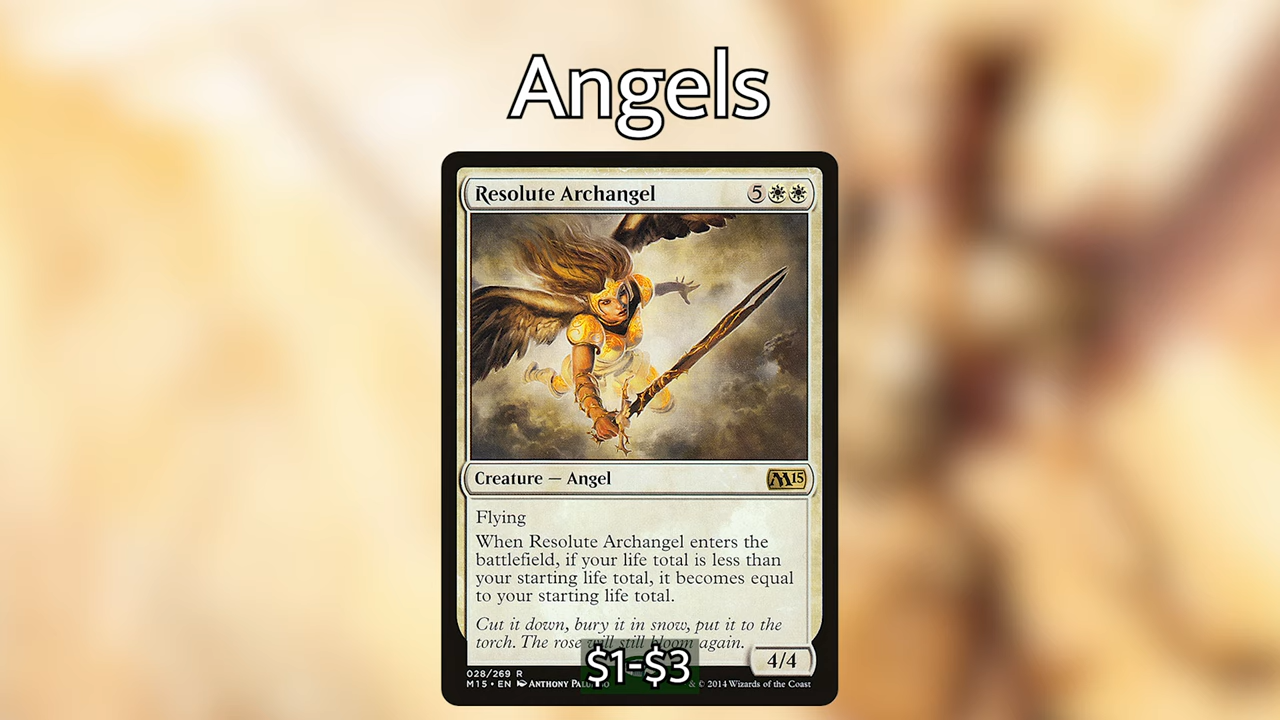 Angels
Resolute Archangel 5
Creature — Angel M15
Flying
When Resolute Archangel enters the
battlefield, if your life total is less than
your starting life total, it becomes equal
to your starting life total.
Cut it down, bury it in snow, put it to the
torch. The rose will still bloom again.
$1-$3
4/4
028/269 R
M15 • EN Anthony & © 2014 Wizards of the Coast